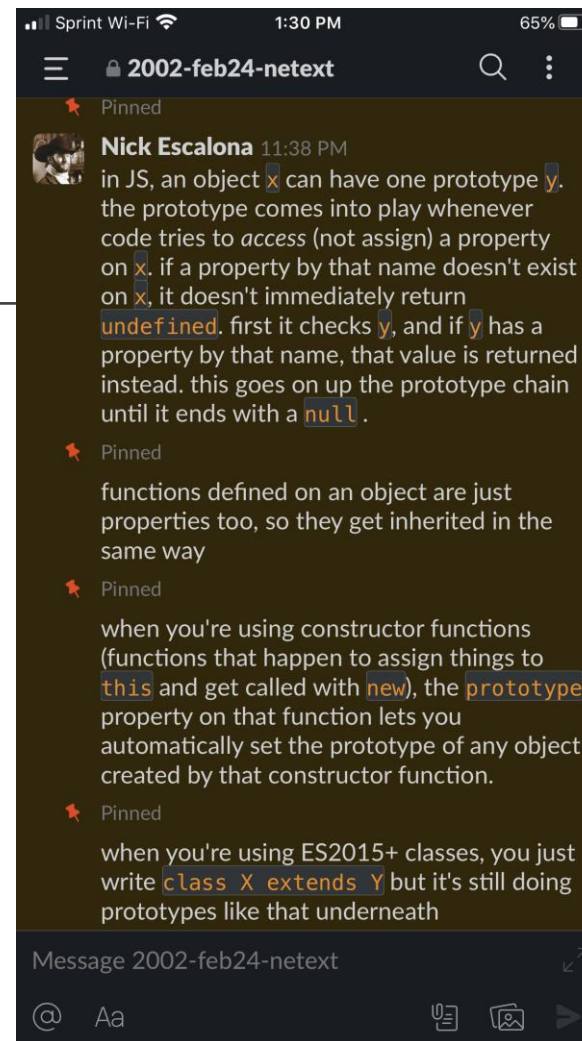 Sprint Wi-Fi 1:30 PM 65%
2002-feb24-netext
Pinned
Nick Escalona 11:38 PM
in JS, an object x can have one prototype y.
the prototype comes into play whenever
code tries to access (not assign) a property
on x. if a property by that name doesn't exist
on x, it doesn't immediately return
undefined. first it checks y, and if y has a
property by that name, that value is returned
instead. this goes on up the prototype chain
until it ends with a null .
Pinned
functions defined on an object are just
properties too, so they get inherited in the
same way
Pinned
when you're using constructor functions
(functions that happen to assign things to
this and get called with new), the prototype
property on that function lets you
automatically set the prototype of any object
created by that constructor function.
Pinned
when you're using ES2015+ classes, you just
write class X extends Y but it's still doing
prototypes like that underneath
Message 2002-feb24-netext
@ Aa